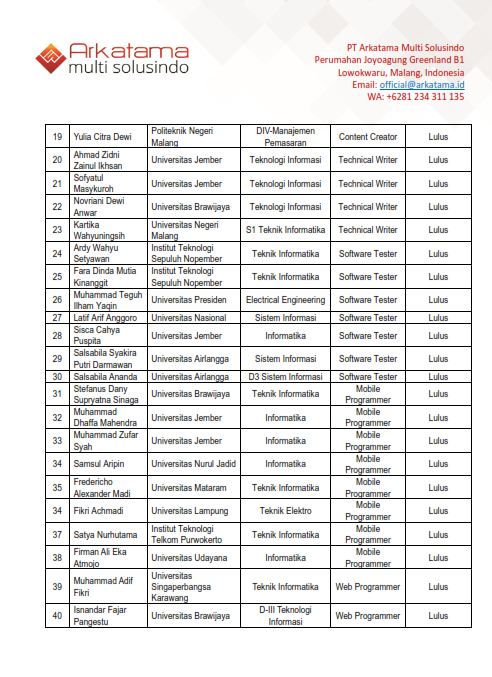 Arkatama
multi solusindo
PT Arkatama Multi Solusindo
Perumahan Joyoagung Greenland B1
Lowokwaru, Malang, Indonesia
Email: official@arkatama.id
WA: +6281 234 311 135
19 Yulia Citra Dewi Politeknik Negeri Malang DIV-Manajemen Pemasaran Content Creator Lulus
20 Ahmad Zidni Zainul Ikhsan Universitas Jember Teknologi Informasi Technical Writer Lulus
21 Sofyatul Masykuroh Universitas Jember Teknologi Informasi Technical Writer Lulus
22 Novriani Dewi Anwar Universitas Brawijaya Teknologi Informasi Technical Writer Lulus
23 Kartika Wahyuningsih Universitas Negeri Malang S1 Teknik Informatika Technical Writer Lulus
24 Ardy Wahyu Setyawan Institut Teknologi Sepuluh Nopember Teknik Informatika Software Tester Lulus
25 Fara Dinda Mutia Kinanggit Institut Teknologi Sepuluh Nopember Teknik Informatika Software Tester Lulus
26 Muhammad Teguh Ilham Yaqin Universitas Presiden Electrical Engineering Software Tester Lulus
27 Latif Arif Anggoro Universitas Nasional Sistem Informasi Software Tester Lulus
28 Sisca Cahya Puspita Universitas Jember Informatika Software Tester Lulus
29 Salsabila Syakira Putri Darmawan Universitas Airlangga Sistem Informasi Software Tester Lulus
30 Salsabila Ananda Universitas Airlangga D3 Sistem Informasi Software Tester Lulus
31 Stefanus Dany Supryatna Sinaga Universitas Brawijaya Teknik Informatika Mobile Programmer Lulus
32 Muhammad Dhaffa Mahendra Universitas Jember Informatika Mobile Programmer Lulus
33 Muhammad Zufar Syah Universitas Jember Informatika Mobile Programmer Lulus
34 Samsul Aripin Universitas Nurul Jadid Informatika Mobile Programmer Lulus
35 Fredericho Alexander Madi Universitas Mataram Teknik Informatika Mobile Programmer Lulus
34 Fikri Achmadi Universitas Lampung Teknik Elektro Mobile Programmer Lulus
37 Satya Nurhutama Institut Teknologi Telkom Purwokerto Teknik Informatika Mobile Programmer Lulus
38 Firman Ali Eka Atmojo Universitas Udayana Informatika Mobile Programmer Lulus
39 Muhammad Adif Fikri Universitas Singaperbangsa Karawang Teknik Informatika Web Programmer Lulus
40 Isnandar Fajar Pangestu Universitas Brawijaya D-III Teknologi Informasi Web Programmer Lulus